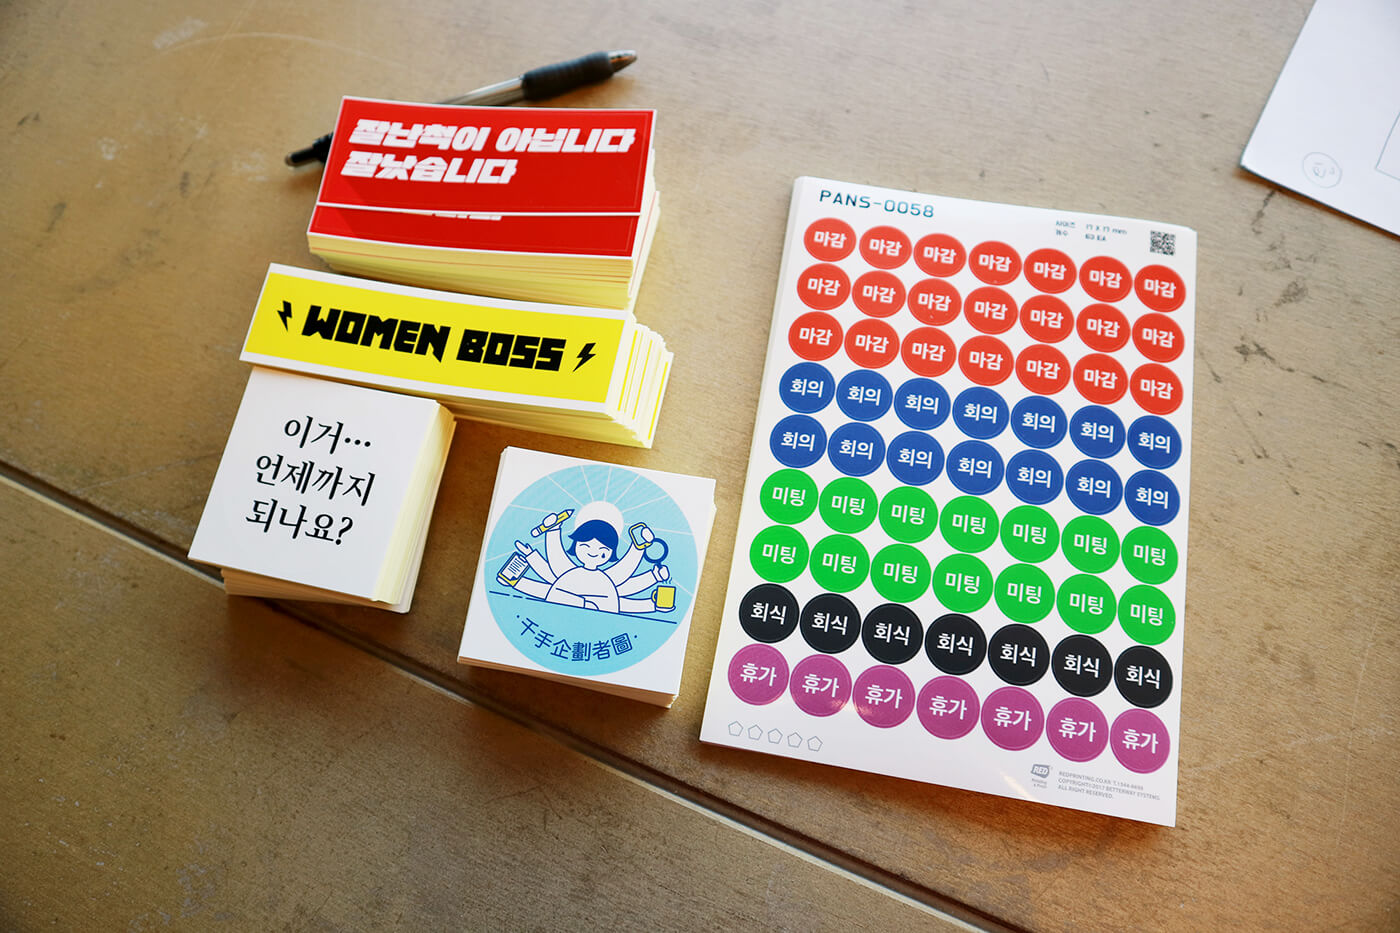 잘난척이 아닙니다
잘났습니다
WOMEN BOSS
이거…
언제까지
되나요?
千手企劃者圖
PANS-0058
사이즈 17 X 17 mm
63 EA
마감 마감 마감 마감 마감 마감 마감
마감 마감 마감 마감 마감 마감 마감
마감 마감 마감 마감 마감 마감 마감
회의 회의 회의 회의 회의 회의 회의
회의 회의 회의 회의 회의 회의 회의
미팅 미팅 미팅 미팅 미팅 미팅 미팅
미팅 미팅 미팅 미팅 미팅 미팅 미팅
회식 회식 회식 회식 회식 회식 회식
휴가 휴가 휴가 휴가 휴가 휴가 휴가
RED
REDPRINTING.CO.KR T.1544-6698
COPYRIGHT©2017 BETTERWAY SYSTEMS.
ALL RIGHT RESERVED.